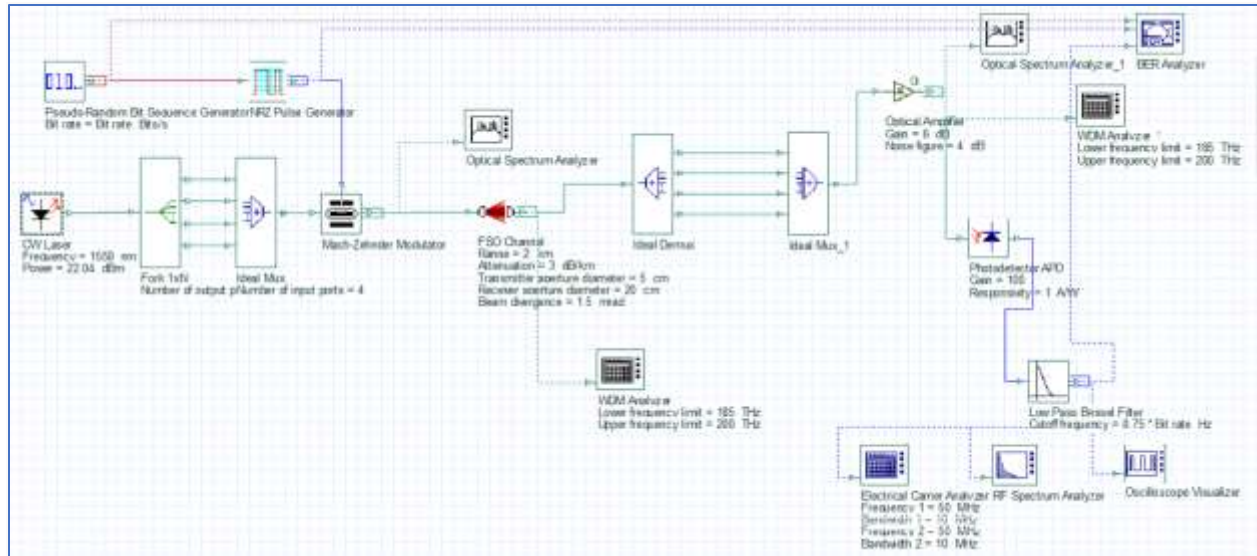 Optical Spectrum Analyzer_1
BER Analyzer
Pseudo-Random Bit Sequence Generator
Bit rate = Bit rate Bits/s
NRZ Pulse Generator
Optical Spectrum Analyzer
Optical Amplifier
Gain = 6 dB
Noise figure = 4 dB
WDM Analyzer
Lower frequency limit = 185 THz
Upper frequency limit = 200 THz
CW Laser
Frequency = 1550 nm
Power = 22.04 dBm
Fork 1xN
Number of output p
Ideal Mux
Number of input ports = 4
Mach-Zehnder Modulator
FSO Channel
Range = 2 km
Attenuation = 3 dB/km
Transmitter aperture diameter = 5 cm
Receiver aperture diameter = 20 cm
Beam divergence = 1.5 mrad
Ideal Demux
Ideal Mux_1
Photodetector APD
Gain = 100
Responsivity = 1 A/W
WDM Analyzer
Lower frequency limit = 185 THz
Upper frequency limit = 200 THz
Low Pass Bessel Filter
Cutoff frequency = 0.75 * Bit rate Hz
Electrical Carrier Analyzer
Frequency 1 = 50 MHz
Bandwidth 1 = 10 MHz
Frequency 2 = 50 MHz
Bandwidth 2 = 10 MHz
RF Spectrum Analyzer
Oscilloscope Visualizer